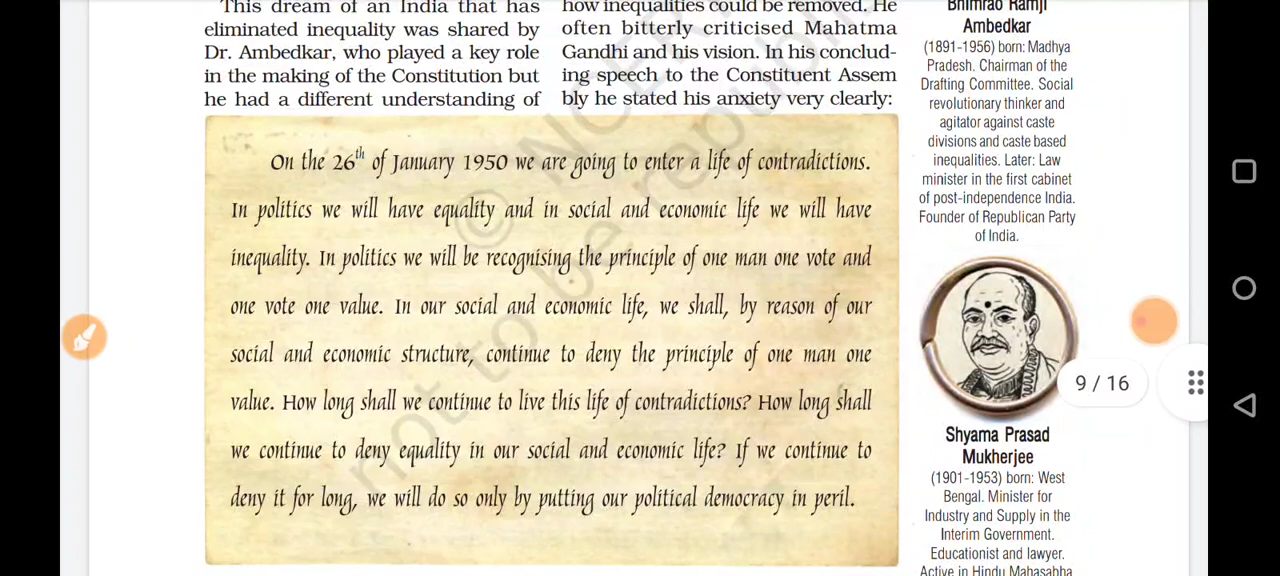 This dream of an India that has
eliminated inequality was shared by
Dr. Ambedkar, who played a key role
in the making of the Constitution but
he had a different understanding of
how inequalities could be removed. He
often bitterly criticised Mahatma
Gandhi and his vision. In his conclud-
ing speech to the Constituent Assem
bly he stated his anxiety very clearly:
On the 26th of January 1950 we are going to enter a life of contradictions.
In politics we will have equality and in social and economic life we will have
inequality. In politics we will be recognising the principle of one man one vote and
one vote one value. In our social and economic life, we shall, by reason of our
social and economic structure, continue to deny the principle of one man one
value. How long shall we continue to live this life of contradictions? How long shall
we continue to deny equality in our social and economic life? If we continue to
deny it for long, we will do so only by putting our political democracy in peril.
Bhimrao Ramji
Ambedkar
(1891-1956) born: Madhya
Pradesh. Chairman of the
Drafting Committee. Social
revolutionary thinker and
agitator against caste
divisions and caste based
inequalities. Later: Law
minister in the first cabinet
of post-independence India.
Founder of Republican Party
of India.
9 / 16
Shyama Prasad
Mukherjee
(1901-1953) born: West
Bengal. Minister for
Industry and Supply in the
Interim Government.
Educationist and lawyer.
Active in Hindu Mahasabha
© NCER
not to be republi